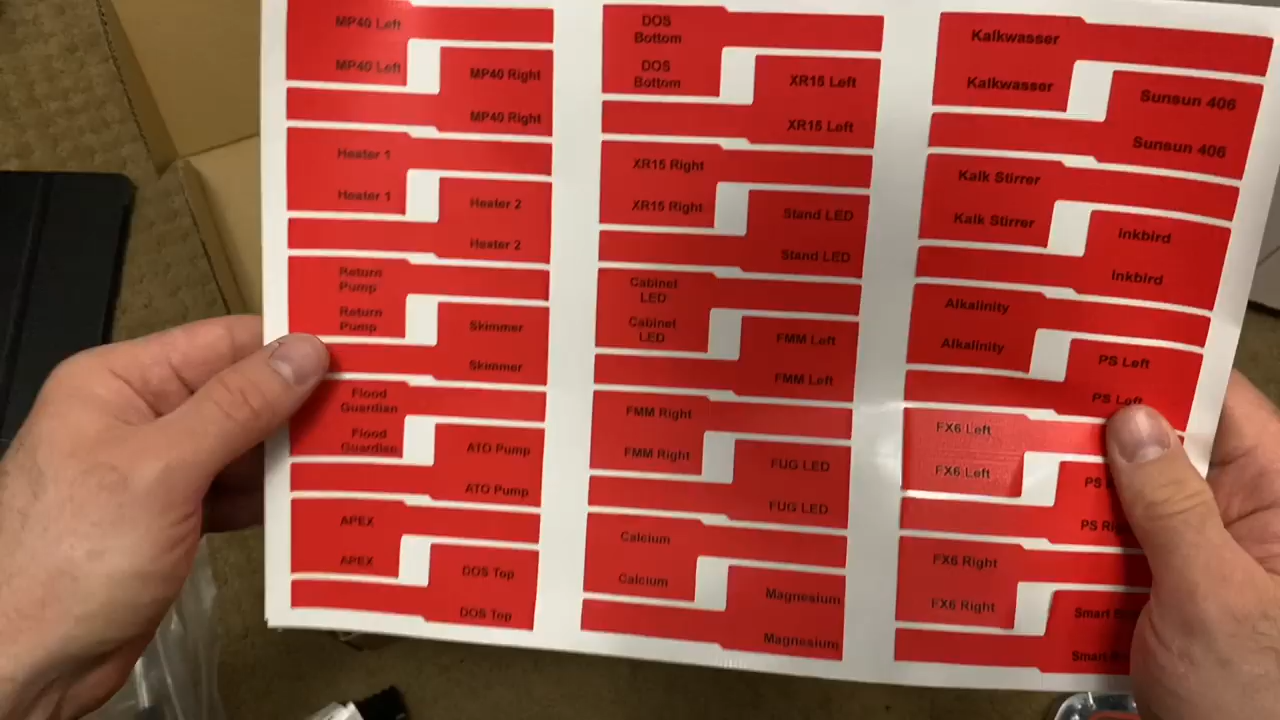 MP40 Left
MP40 Left
MP40 Right
MP40 Right
Heater 1
Heater 1
Heater 2
Heater 2
Return
Pump
Return
Pump
Skimmer
Skimmer
Flood
Guardian
Flood
Guardian
ATO Pump
ATO Pump
APEX
APEX
DOS Top
DOS Top
DOS
Bottom
DOS
Bottom
XR15 Left
XR15 Left
XR15 Right
XR15 Right
Stand LED
Stand LED
Cabinet
LED
Cabinet
LED
FMM Left
FMM Left
FMM Right
FMM Right
FUG LED
FUG LED
Calcium
Calcium
Magnesium
Magnesium
Kalkwasser
Kalkwasser
Sunsun 406
Sunsun 406
Kalk Stirrer
Kalk Stirrer
Inkbird
Inkbird
Alkalinity
Alkalinity
PS Left
PS Left
FX6 Left
FX6 Left
PS
PS
FX6 Right
FX6 Right
Smart
Smart